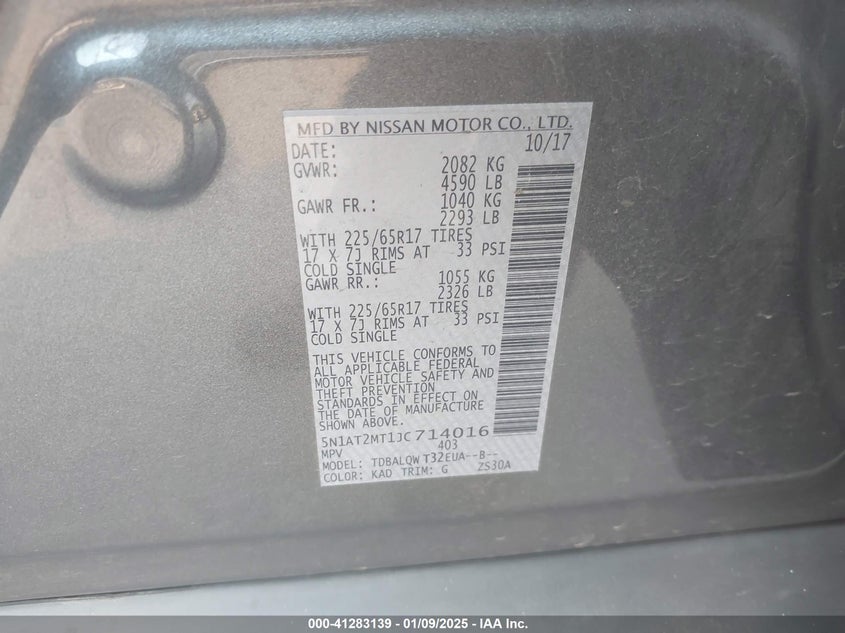 MFD BY NISSAN MOTOR CO., LTD.
DATE: 10/17
GVWR: 2082 KG
4590 LB
GAWR FR.: 1040 KG
2293 LB
WITH 225/65R17 TIRES
17 X 7J RIMS AT 33 PSI
COLD SINGLE
GAWR RR.: 1055 KG
2326 LB
WITH 225/65R17 TIRES
17 X 7J RIMS AT 33 PSI
COLD SINGLE
THIS VEHICLE CONFORMS TO
ALL APPLICABLE FEDERAL
MOTOR VEHICLE SAFETY AND
THEFT PREVENTION
STANDARDS IN EFFECT ON
THE DATE OF MANUFACTURE
SHOWN ABOVE.
5N1AT2MT1JC714016
MPV 403
MODEL: TDBALQW T32EUA--B--
COLOR: KAD TRIM: G ZS30A
000-41283139 - 01/09/2025 - IAA Inc.